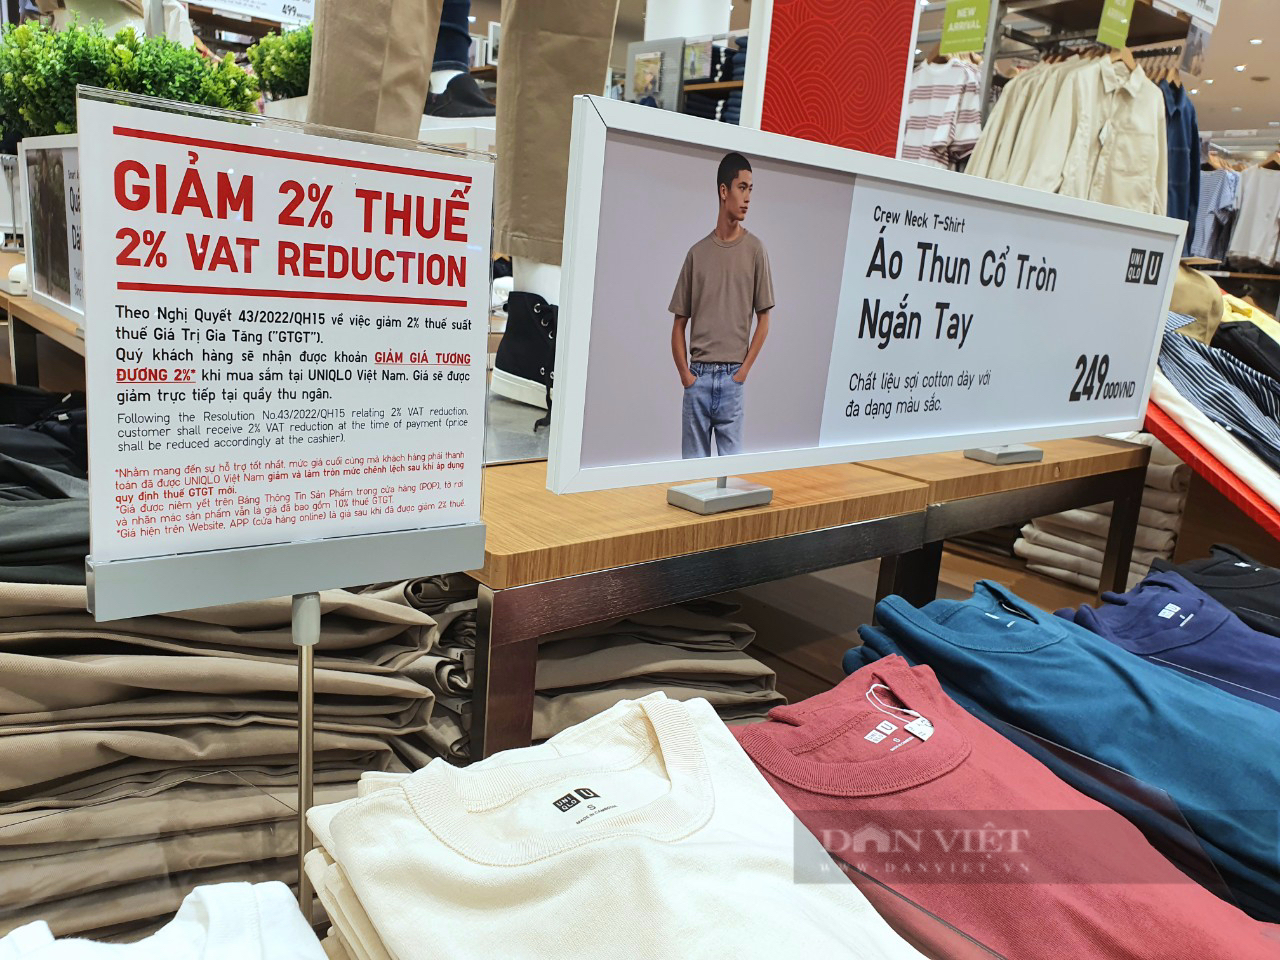 499
NEW
ARRIVAL
GIẢM 2% THUẾ
2% VAT REDUCTION
Theo Nghị Quyết 43/2022/QH15 về việc giảm 2% thuế suất
thuế Giá Trị Gia Tăng ("GTGT").
Quý khách hàng sẽ nhận được khoản GIẢM GIÁ TƯƠNG
ĐƯƠNG 2%* khi mua sắm tại UNIQLO Việt Nam. Giá sẽ được
giảm trực tiếp tại quầy thu ngân.
Following the Resolution No.43/2022/QH15 relating 2% VAT reduction,
customer shall receive 2% VAT reduction at the time of payment (price
shall be reduced accordingly at the cashier).
*Nhằm mang đến sự hỗ trợ tốt nhất, mức giá cuối cùng mà khách hàng phải thanh
toán đã được UNIQLO Việt Nam giảm và làm tròn mức chênh lệch sau khi áp dụng
quy định thuế GTGT mới.
*Giá được niêm yết trên Bảng Thông Tin Sản Phẩm trong cửa hàng (POP), tờ rơi
và nhãn mác sản phẩm vẫn là giá đã bao gồm 10% thuế GTGT.
*Giá hiện trên Website, APP (cửa hàng online) là giá sau khi đã được giảm 2% thuế.
Crew Neck T-Shirt
Áo Thun Cổ Tròn
Ngắn Tay
UNI
QLO U
Chất liệu sợi cotton dày với
đa dạng màu sắc.
249,000VND
UNI
QLO U
S
MADE IN CAMBODIA
UNI
QLO U
S
DÂN VIỆT
WWW.DANVIET.VN